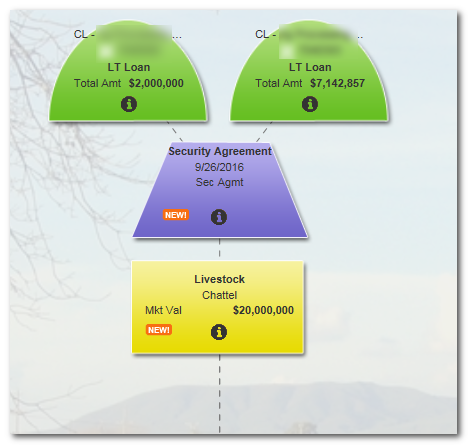 CL - ...
LT Loan
Total Amt $2,000,000
CL - ...
LT Loan
Total Amt $7,142,857
Security Agreement
9/26/2016
Sec Agmt
NEW!
Livestock
Chattel
Mkt Val $20,000,000
NEW!